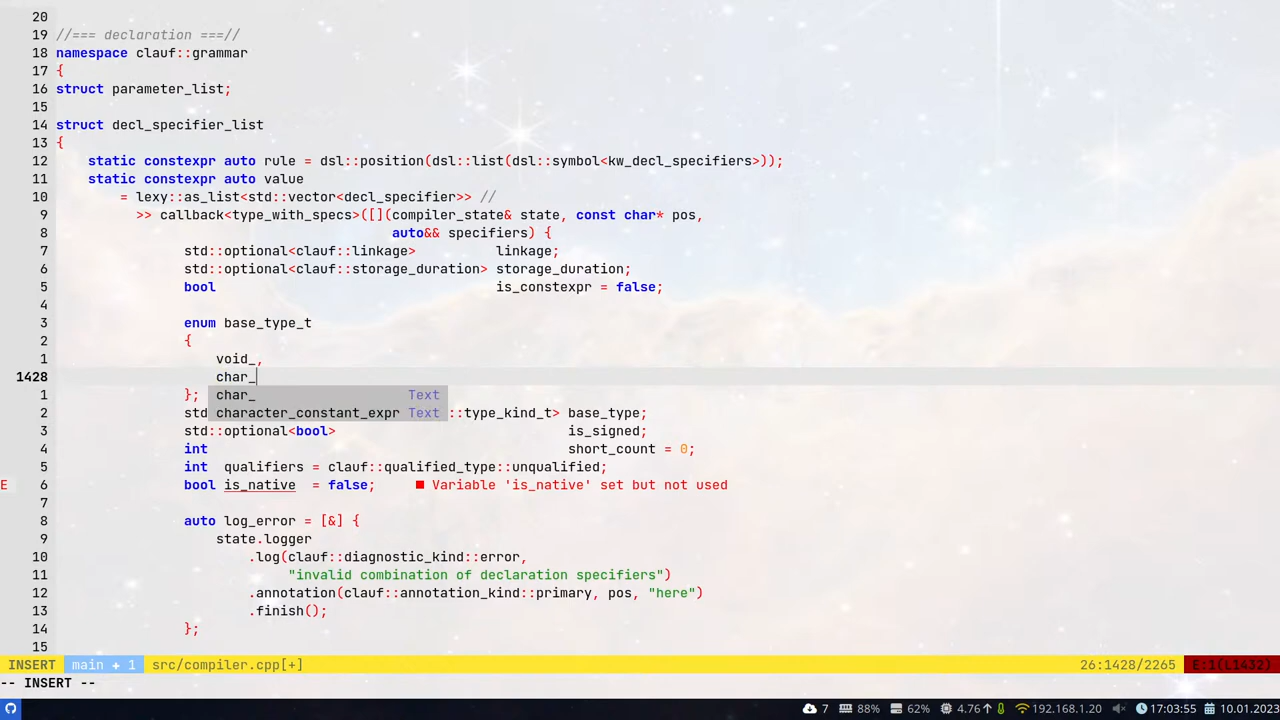 20
19 //=== declaration ===//
18 namespace clauf::grammar
17 {
16 struct parameter_list;
15
14 struct decl_specifier_list
13 {
12     static constexpr auto rule = dsl::position(dsl::list(dsl::symbol<kw_decl_specifiers>));
11     static constexpr auto value
10         = lexy::as_list<std::vector<decl_specifier>> //
9           >> callback<type_with_specs>([](compiler_state& state, const char* pos,
8                                           auto&& specifiers) {
7                 std::optional<clauf::linkage>          linkage;
6                 std::optional<clauf::storage_duration> storage_duration;
5                 bool                                   is_constexpr = false;
4
3                 enum base_type_t
2                 {
1                     void_,
1428                     char_
1                 }; char_                   Text
2                 std character_constant_expr Text ::type_kind_t> base_type;
3                 std::optional<bool>                             is_signed;
4                 int                                             short_count = 0;
5                 int  qualifiers = clauf::qualified_type::unqualified;
E 6                 bool is_native  = false;     ■ Variable 'is_native' set but not used
7
8                 auto log_error = [&] {
9                     state.logger
10                         .log(clauf::diagnostic_kind::error,
11                              "invalid combination of declaration specifiers")
12                         .annotation(clauf::annotation_kind::primary, pos, "here")
13                         .finish();
14                 };
15
INSERT main + 1 src/compiler.cpp[+] 26:1428/2265 E:1(L1432)
-- INSERT --
7 88% 62% 4.76↑ 192.168.1.20 17:03:55 10.01.2023